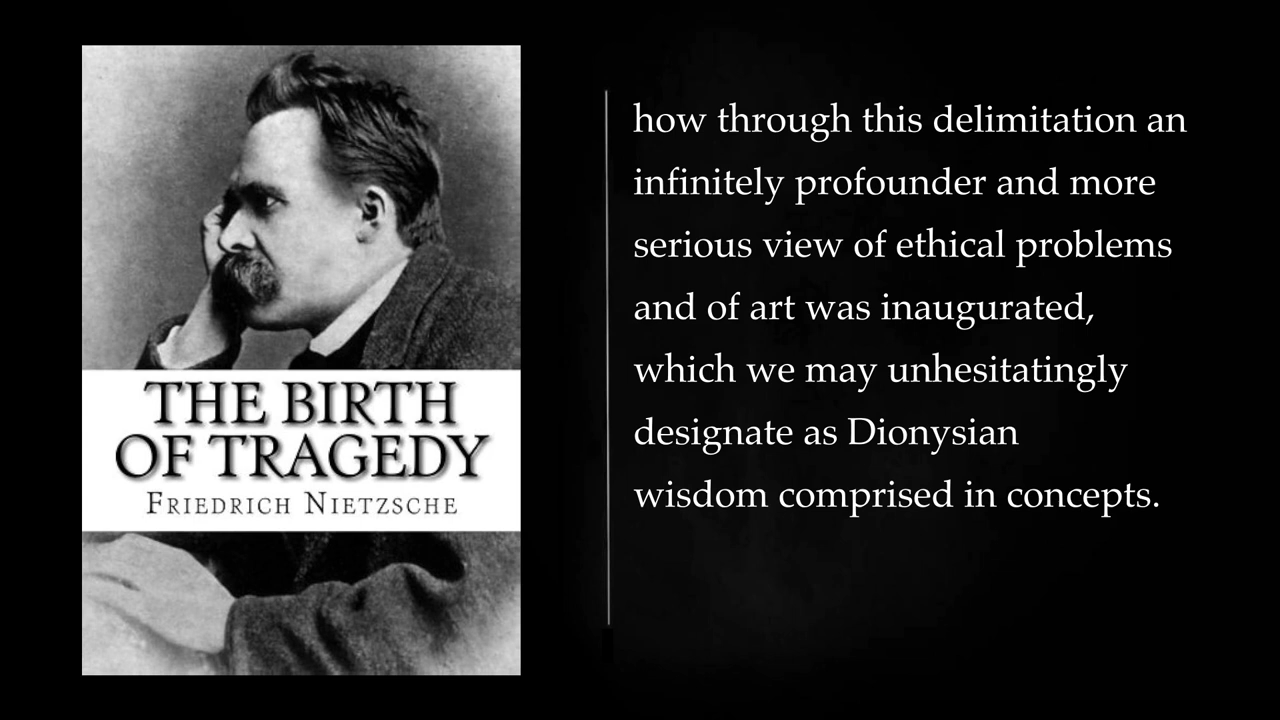 THE BIRTH
OF TRAGEDY
FRIEDRICH NIETZSCHE
how through this delimitation an
infinitely profounder and more
serious view of ethical problems
and of art was inaugurated,
which we may unhesitatingly
designate as Dionysian
wisdom comprised in concepts.